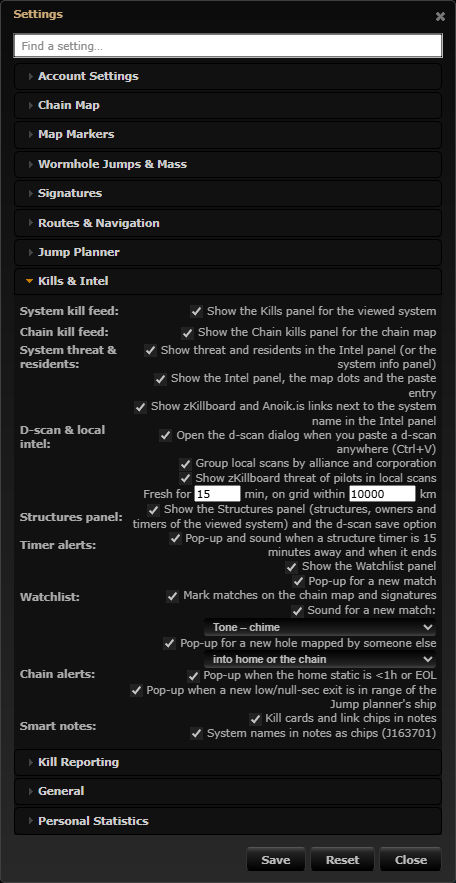 Settings
Find a setting...
Account Settings
Chain Map
Map Markers
Wormhole Jumps & Mass
Signatures
Routes & Navigation
Jump Planner
Kills & Intel
System kill feed:
Show the Kills panel for the viewed system
Chain kill feed:
Show the Chain kills panel for the chain map
System threat &
residents:
Show threat and residents in the Intel panel (or the
system info panel)
Show the Intel panel, the map dots and the paste
entry
Show zKillboard and Anoik.is links next to the system
name in the Intel panel
D-scan & local
intel:
Open the d-scan dialog when you paste a d-scan
anywhere (Ctrl+V)
Group local scans by alliance and corporation
Show zKillboard threat of pilots in local scans
Fresh for 15 min, on grid within 10000 km
Structures panel:
Show the Structures panel (structures, owners and
timers of the viewed system) and the d-scan save option
Timer alerts:
Pop-up and sound when a structure timer is 15
minutes away and when it ends
Show the Watchlist panel
Pop-up for a new match
Watchlist:
Mark matches on the chain map and signatures
Sound for a new match:
Tone – chime
Pop-up for a new hole mapped by someone else
into home or the chain
Chain alerts:
Pop-up when the home static is <1h or EOL
Pop-up when a new low/null-sec exit is in range of the
Jump planner's ship
Smart notes:
Kill cards and link chips in notes
System names in notes as chips (J163701)
Kill Reporting
General
Personal Statistics
Save
Reset
Close